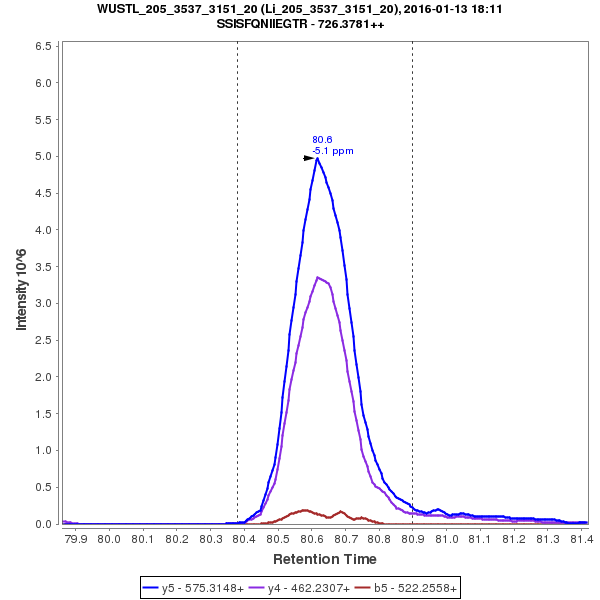 WUSTL_205_3537_3151_20 (Li_205_3537_3151_20), 2016-01-13 18:11
SSISFQNIIEGTR - 726.3781++
6.5
6.0
5.5
5.0
4.5
4.0
3.5
3.0
2.5
2.0
1.5
1.0
0.5
0.0
Intensity 10^6
80.6
-5.1 ppm
79.9 80.0 80.1 80.2 80.3 80.4 80.5 80.6 80.7 80.8 80.9 81.0 81.1 81.2 81.3 81.4
Retention Time
y5 - 575.3148+ y4 - 462.2307+ b5 - 522.2558+